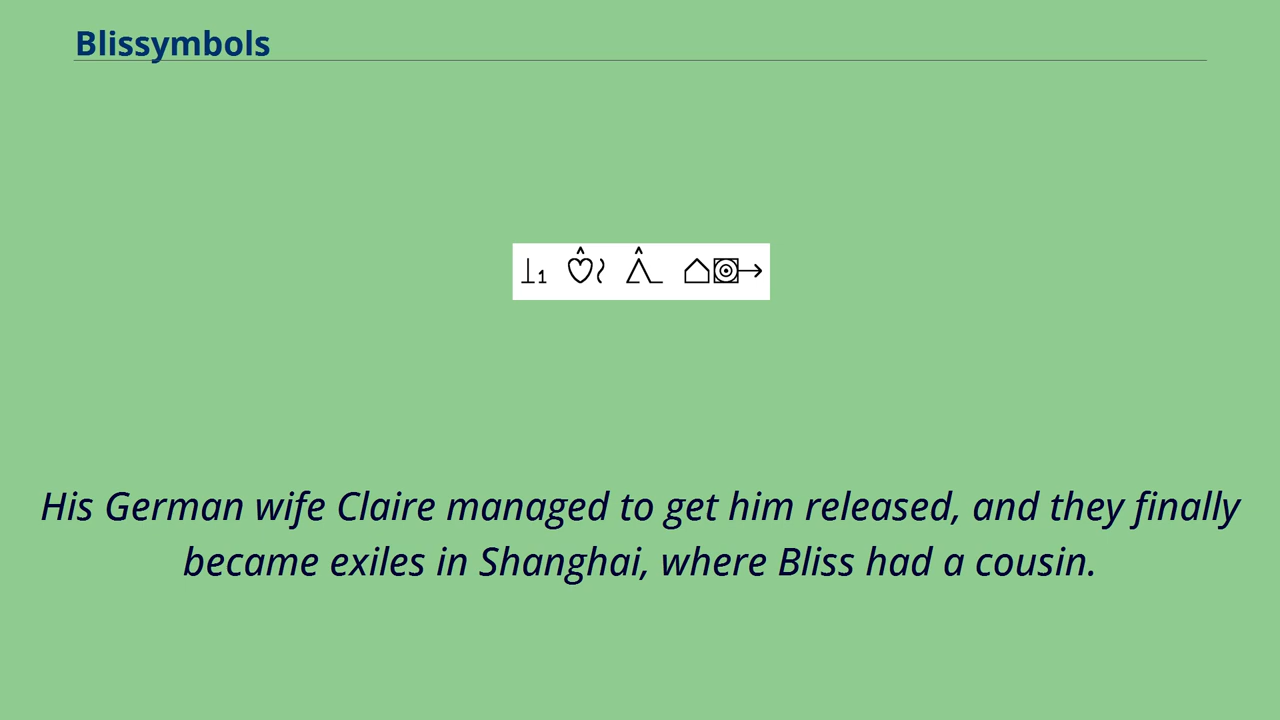 Blissymbols
His German wife Claire managed to get him released, and they finally
became exiles in Shanghai, where Bliss had a cousin.